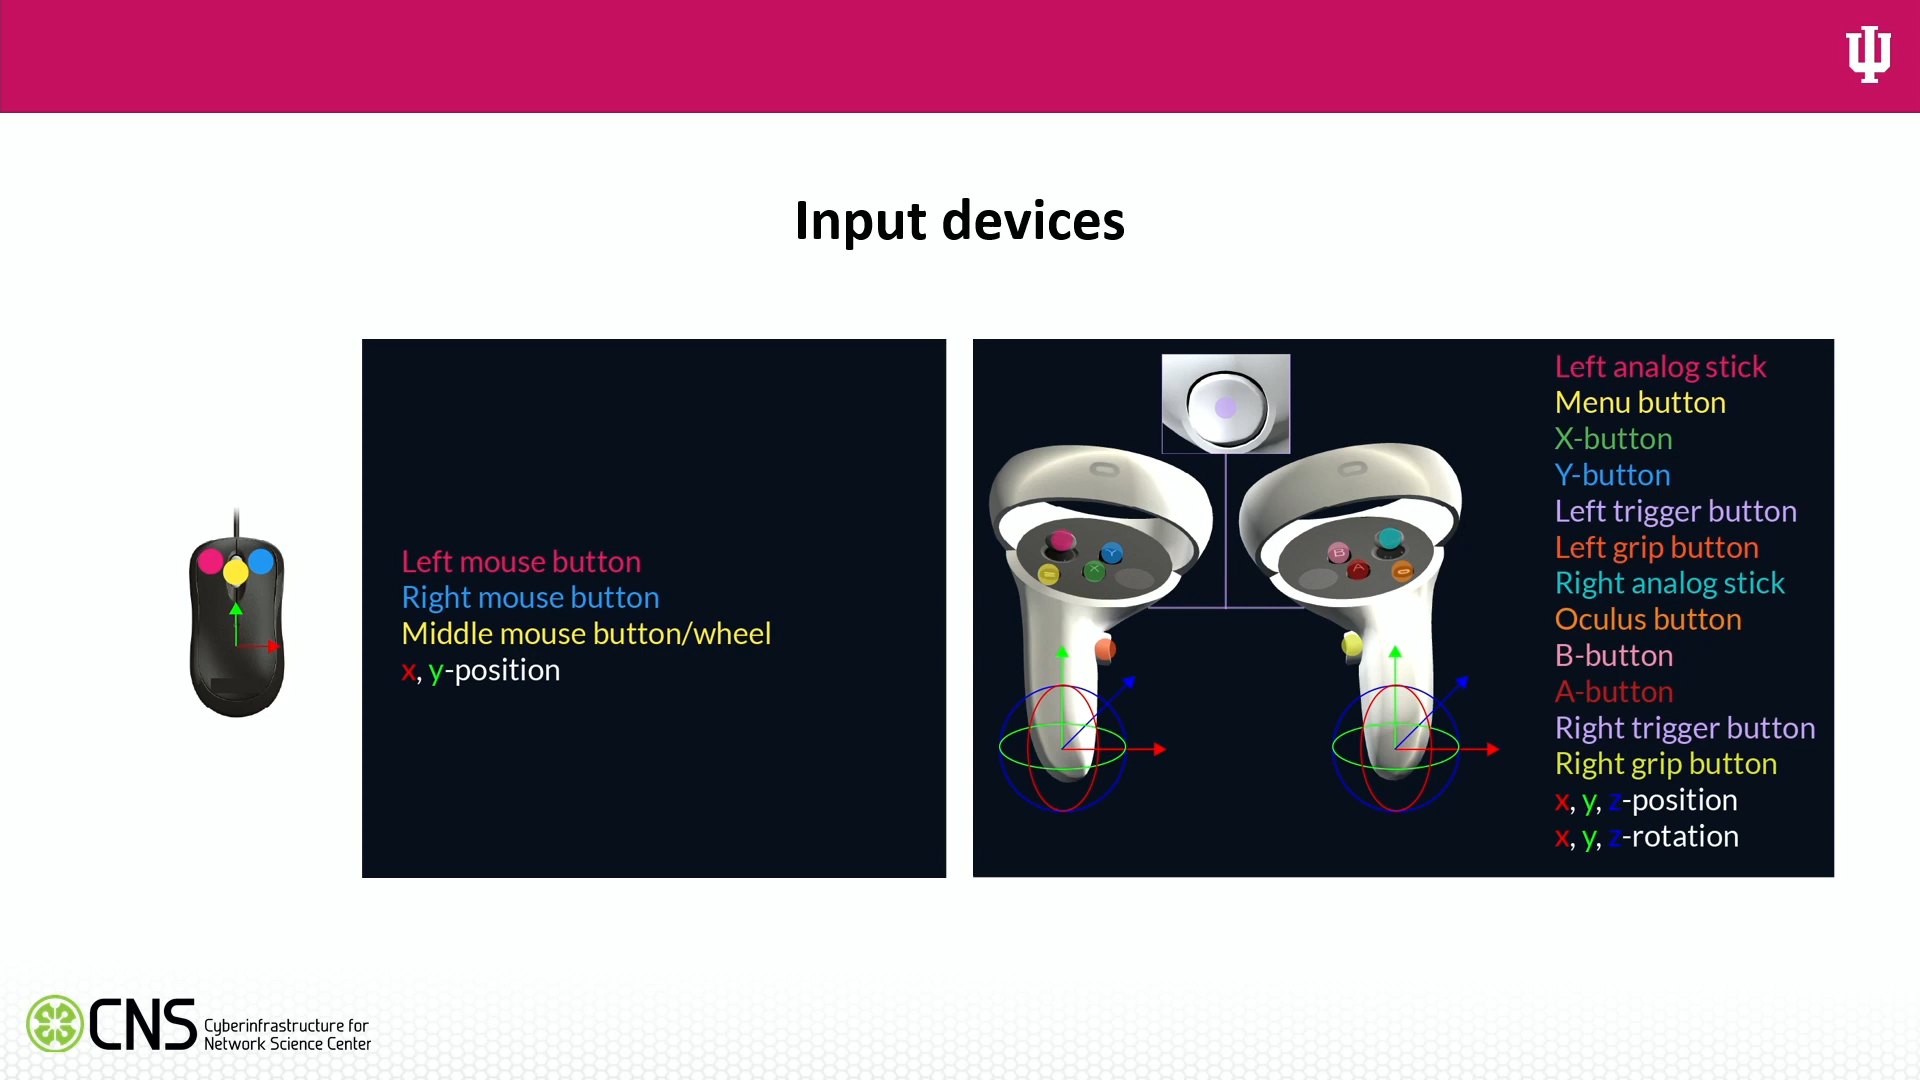 Input devices
Left mouse button
Right mouse button
Middle mouse button/wheel
x, y-position
Y
X
B
A
Left analog stick
Menu button
X-button
Y-button
Left trigger button
Left grip button
Right analog stick
Oculus button
B-button
A-button
Right trigger button
Right grip button
x, y, z-position
x, y, z-rotation
CNS
Cyberinfrastructure for
Network Science Center